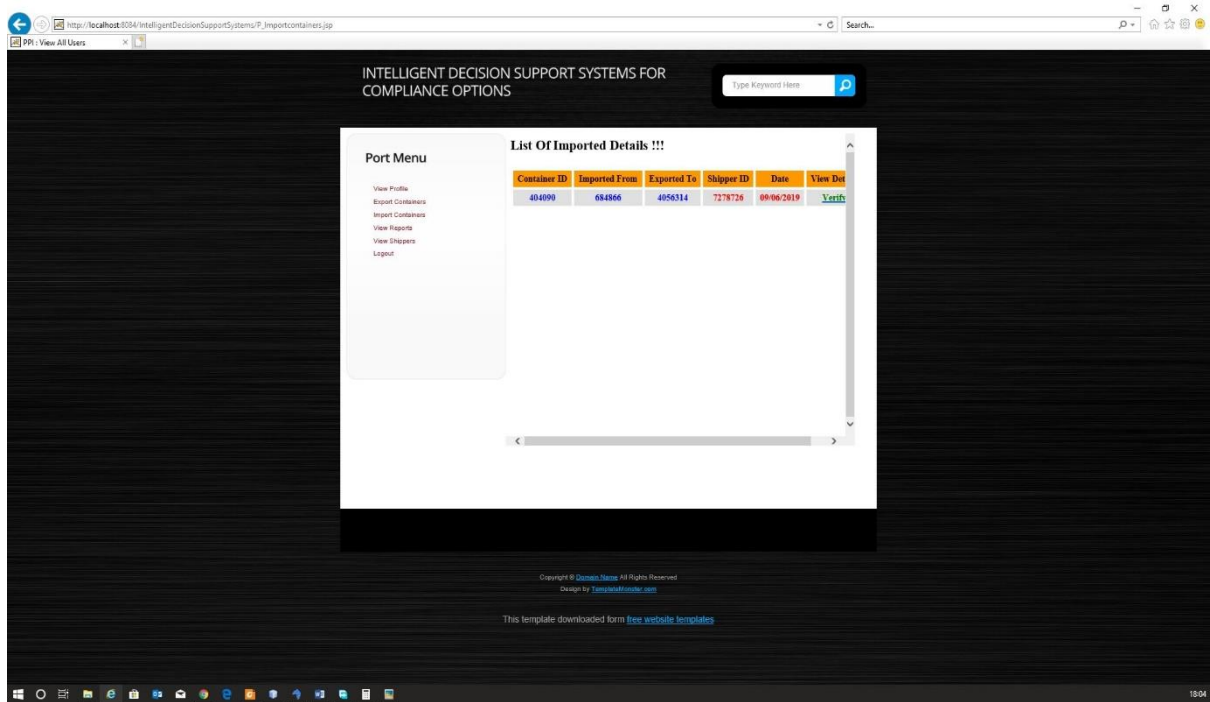 http://localhost:8084/IntelligentDecisionSupportSystems/P_Importcontainers.jsp
Search...
PPI : View All Users
INTELLIGENT DECISION SUPPORT SYSTEMS FOR
COMPLIANCE OPTIONS
Type Keyword Here
Port Menu
View Profile
Export Containers
Import Containers
View Reports
View Shippers
Logout
List Of Imported Details !!!
Container ID Imported From Exported To Shipper ID Date View Det
404090 684866 4056314 7278726 09/06/2019 Verify
Copyright © Domain Name All Rights Reserved
Design by TemplateMonster.com
This template downloaded form free website templates
18:04